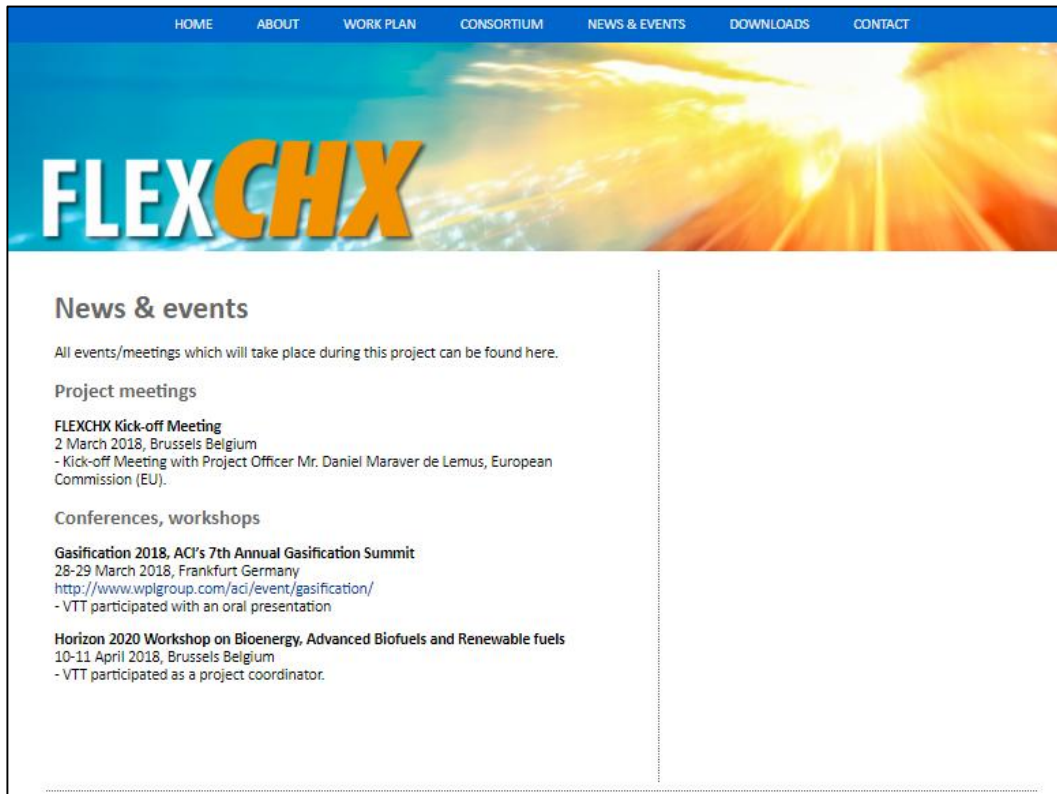 HOME ABOUT WORK PLAN CONSORTIUM NEWS & EVENTS DOWNLOADS CONTACT
FLEXCHX
News & events
All events/meetings which will take place during this project can be found here.
Project meetings
FLEXCHX Kick-off Meeting
2 March 2018, Brussels Belgium
- Kick-off Meeting with Project Officer Mr. Daniel Maraver de Lemus, European
Commission (EU).
Conferences, workshops
Gasification 2018, ACI's 7th Annual Gasification Summit
28-29 March 2018, Frankfurt Germany
http://www.wplgroup.com/aci/event/gasification/
- VTT participated with an oral presentation
Horizon 2020 Workshop on Bioenergy, Advanced Biofuels and Renewable fuels
10-11 April 2018, Brussels Belgium
- VTT participated as a project coordinator.